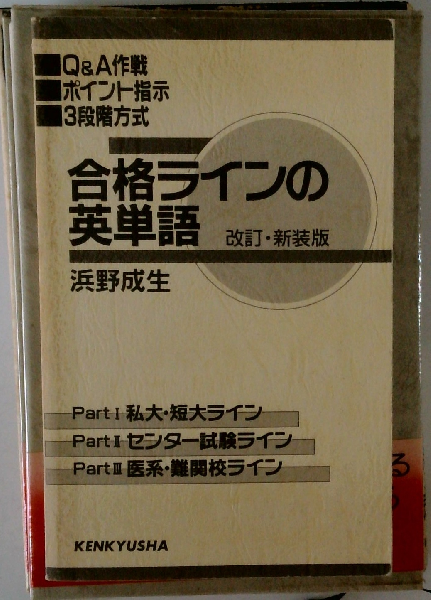 ■Q&A作戦
■ポイント指示
■3段階方式
合格ラインの
英単語 改訂・新装版
浜野成生
Part I 私大・短大ライン
Part II センター試験ライン
Part III 医系・難関校ライン
KENKYUSHA
る